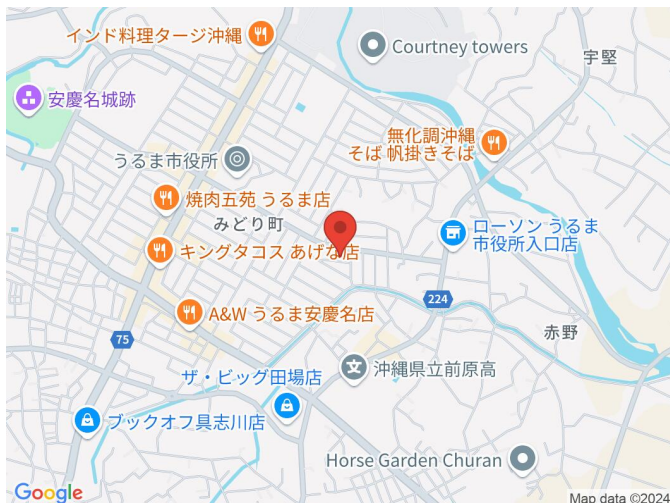 インド料理タージ沖縄
Courtney towers
宇堅
安慶名城跡
無化調沖縄
そば 帆掛きそば
うるま市役所
焼肉五苑 うるま店
みどり町
ローソン うるま
市役所入口店
キングタコス あげな店
224
A&W うるま安慶名店
赤野
75
沖縄県立前原高
ザ・ビッグ田場店
ブックオフ具志川店
Horse Garden Churan
Google
Map data ©2024